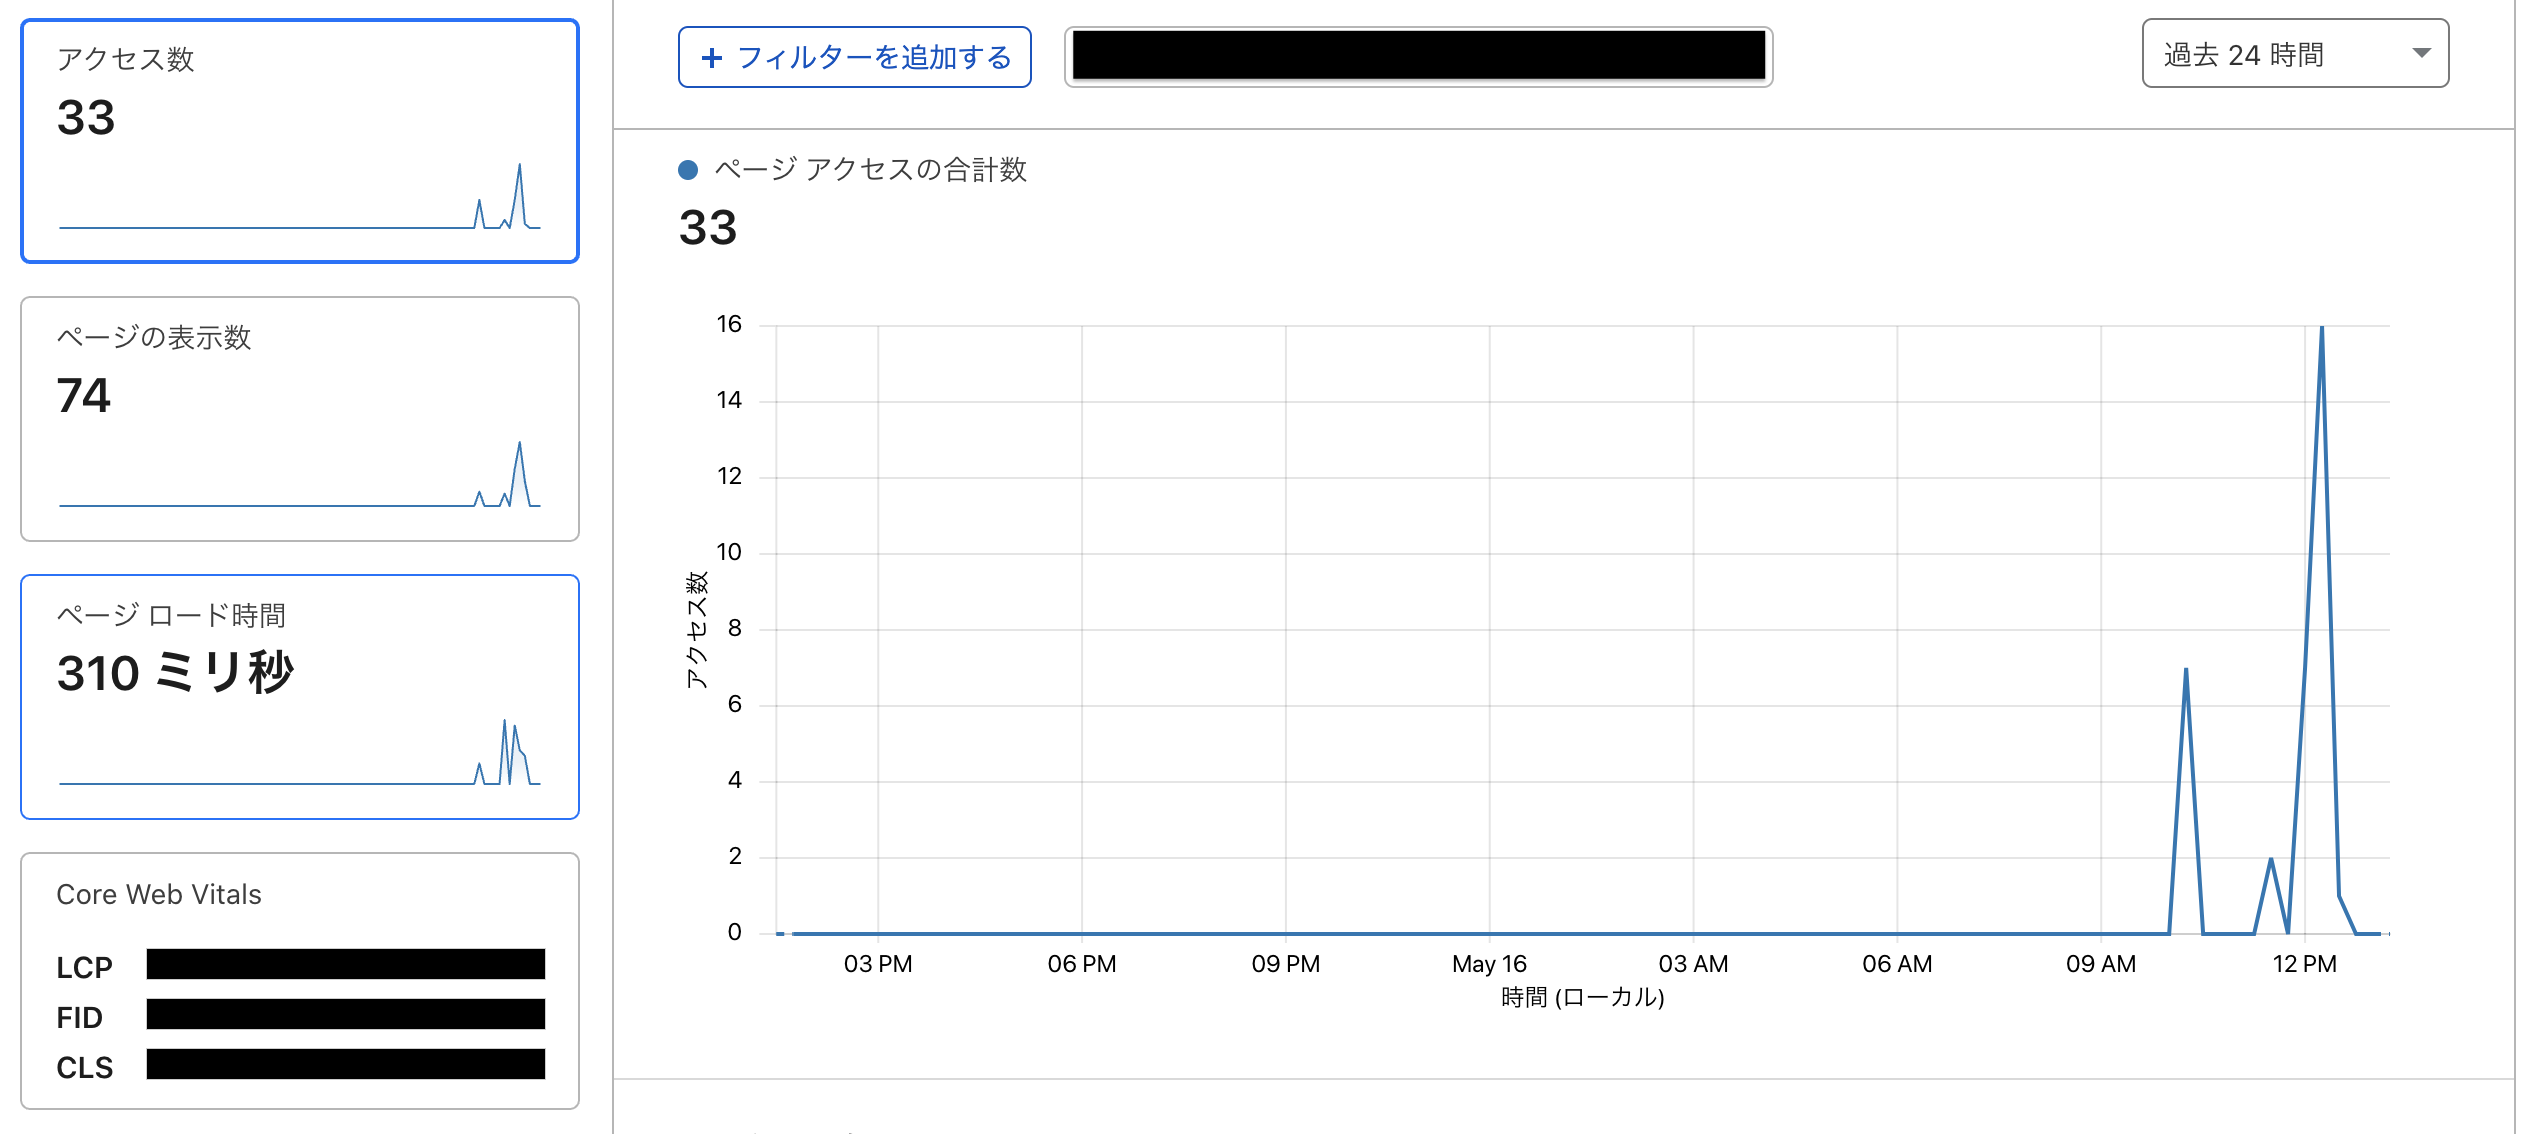 アクセス数
33
ページの表示数
74
ページ ロード時間
310 ミリ秒
Core Web Vitals
LCP
FID
CLS
+ フィルターを追加する
過去 24 時間
ページ アクセスの合計数
33
アクセス数
16
14
12
10
8
6
4
2
0
03 PM
06 PM
09 PM
May 16
03 AM
06 AM
09 AM
12 PM
時間 (ローカル)